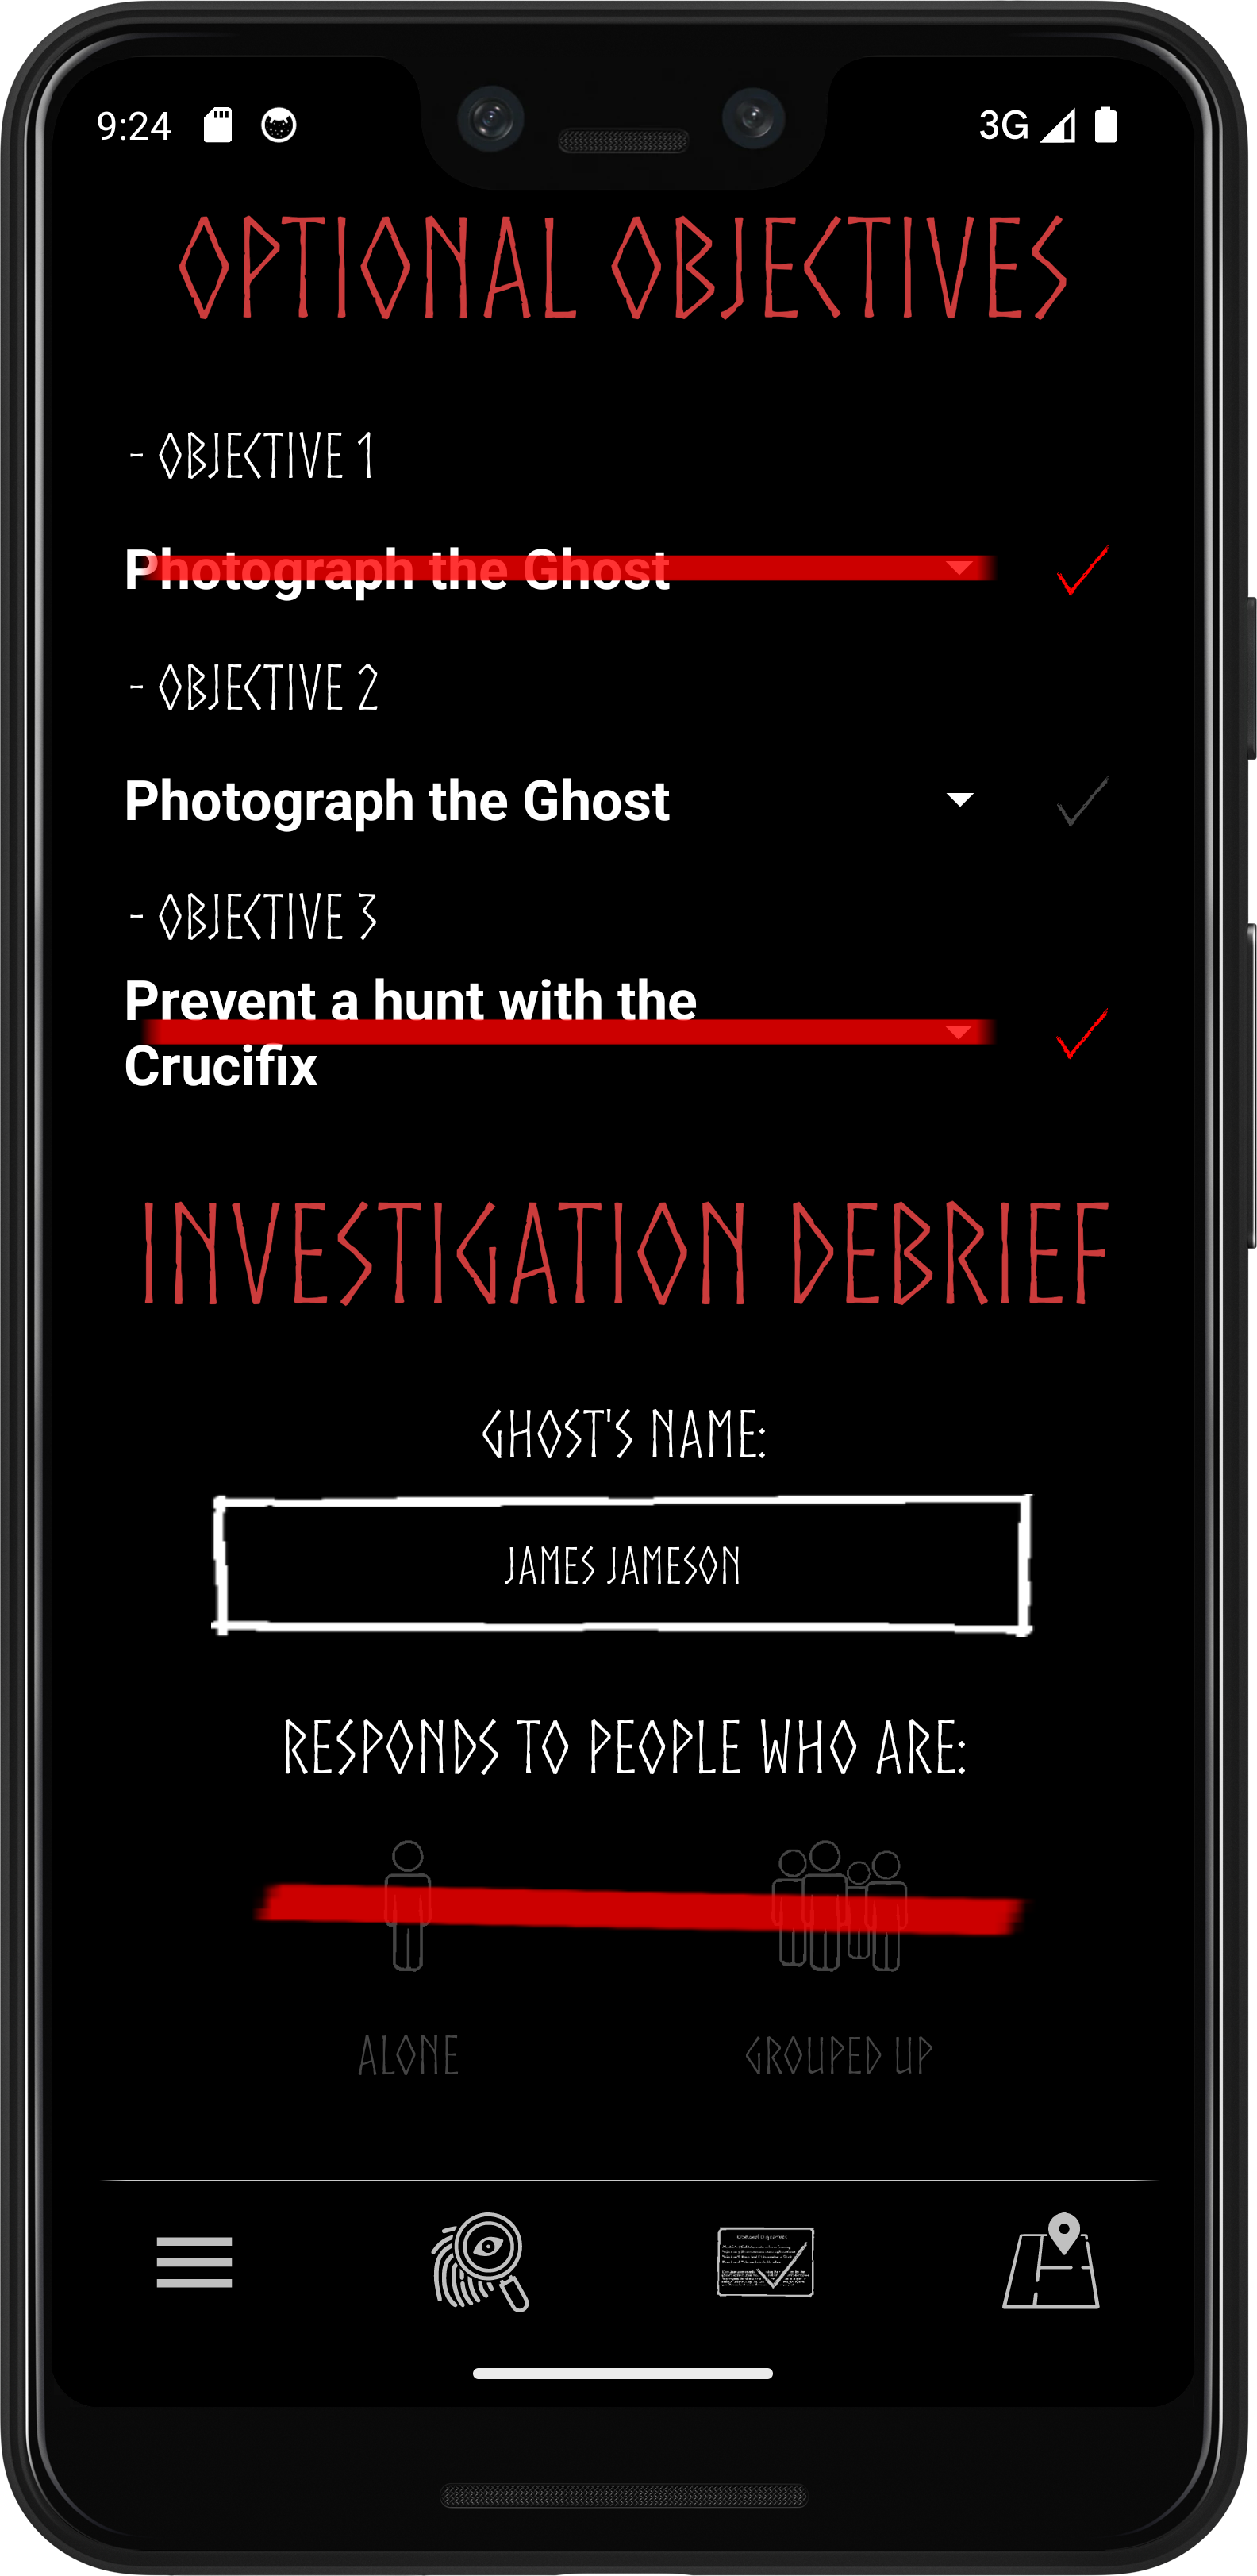 9:24 3G
OPTIONAL OBJECTIVES
- OBJECTIVE 1
Photograph the Ghost
- OBJECTIVE 2
Photograph the Ghost
- OBJECTIVE 3
Prevent a hunt with the
Crucifix
INVESTIGATION DEBRIEF
GHOST'S NAME:
JAMES JAMESON
RESPONDS TO PEOPLE WHO ARE:
ALONE GROUPED UP